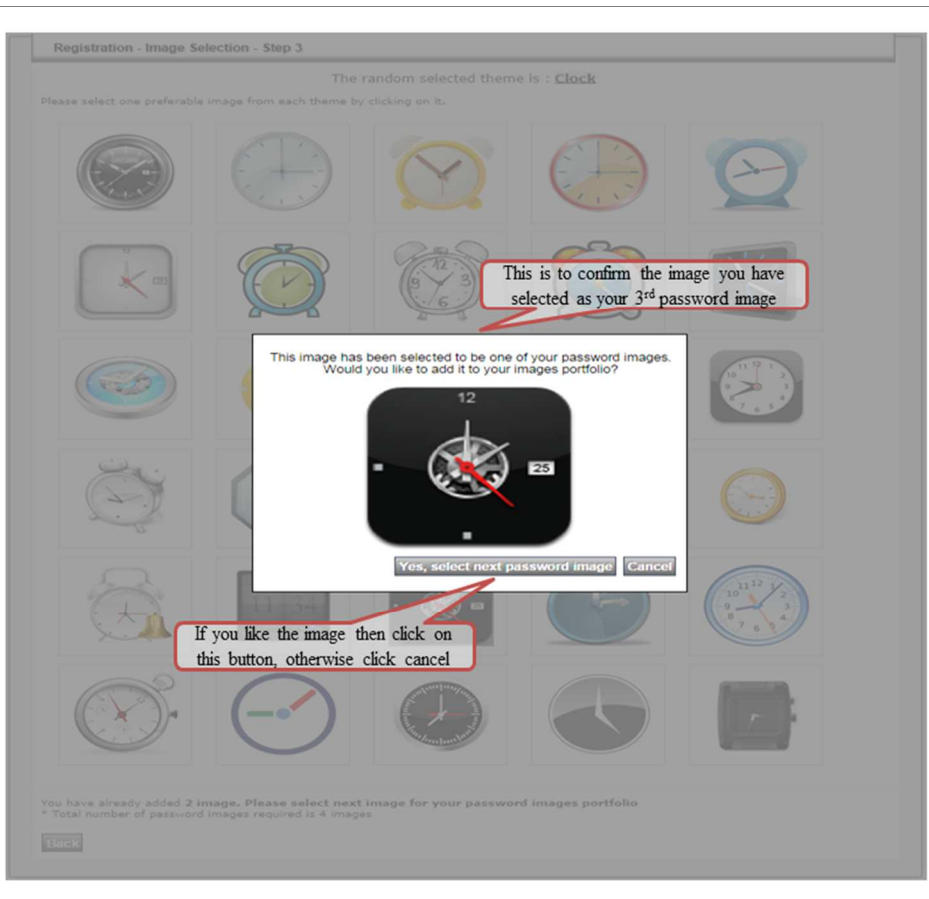 Registration - Image Selection - Step 3
The random selected theme is : Clock
Please select one preferable image from each theme by clicking on it.
This is to confirm the image you have
selected as your 3rd password image
This image has been selected to be one of your password images.
Would you like to add it to your images portfolio?
12
25
Yes, select next password image Cancel
If you like the image then click on
this button, otherwise click cancel
You have already added 2 image. Please select next image for your password images portfolio
* Total number of password images required is 4 images
Back